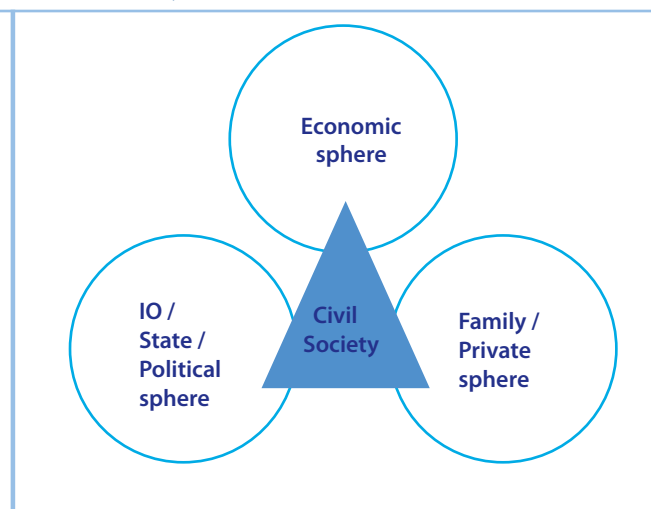 Economic
sphere
IO /
State /
Political
sphere
Civil
Society
Family /
Private
sphere